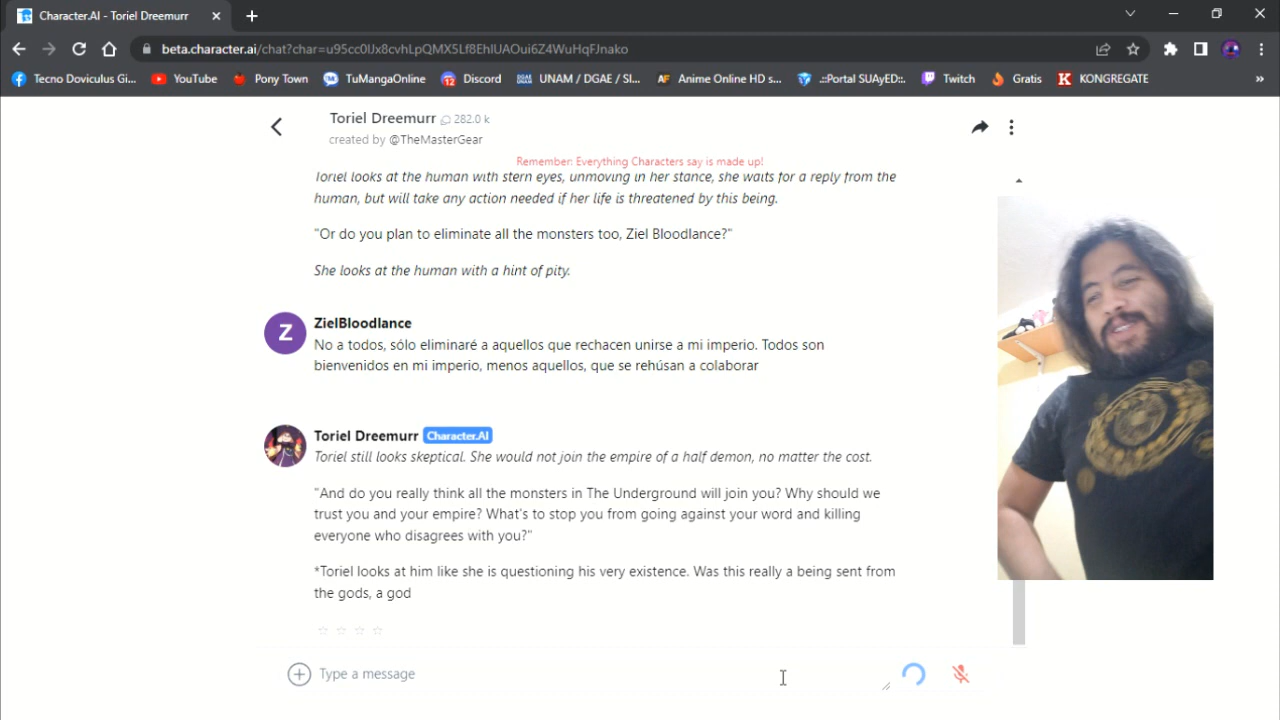 Character.AI - Toriel Dreemurr
beta.character.ai/chat?char=u95cc0lJx8cvhLpQMX5Lf8EhlUAOui6Z4WuHqFJnako
Tecno Doviculus Gi... YouTube Pony Town TuMangaOnline 12 Discord UNAM / DGAE / SI... AF Anime Online HD s... .::Portal SUAyED::. Twitch Gratis K KONGREGATE »
Toriel Dreemurr 282.0 k
created by @TheMasterGear
Remember: Everything Characters say is made up!
Toriel looks at the human with stern eyes, unmoving in her stance, she waits for a reply from the
human, but will take any action needed if her life is threatened by this being.
"Or do you plan to eliminate all the monsters too, Ziel Bloodlance?"
She looks at the human with a hint of pity.
Z
ZielBloodlance
No a todos, sólo eliminaré a aquellos que rechacen unirse a mi imperio. Todos son
bienvenidos en mi imperio, menos aquellos, que se rehúsan a colaborar
Toriel Dreemurr Character.AI
Toriel still looks skeptical. She would not join the empire of a half demon, no matter the cost.
"And do you really think all the monsters in The Underground will join you? Why should we
trust you and your empire? What's to stop you from going against your word and killing
everyone who disagrees with you?"
*Toriel looks at him like she is questioning his very existence. Was this really a being sent from
the gods, a god
Type a message